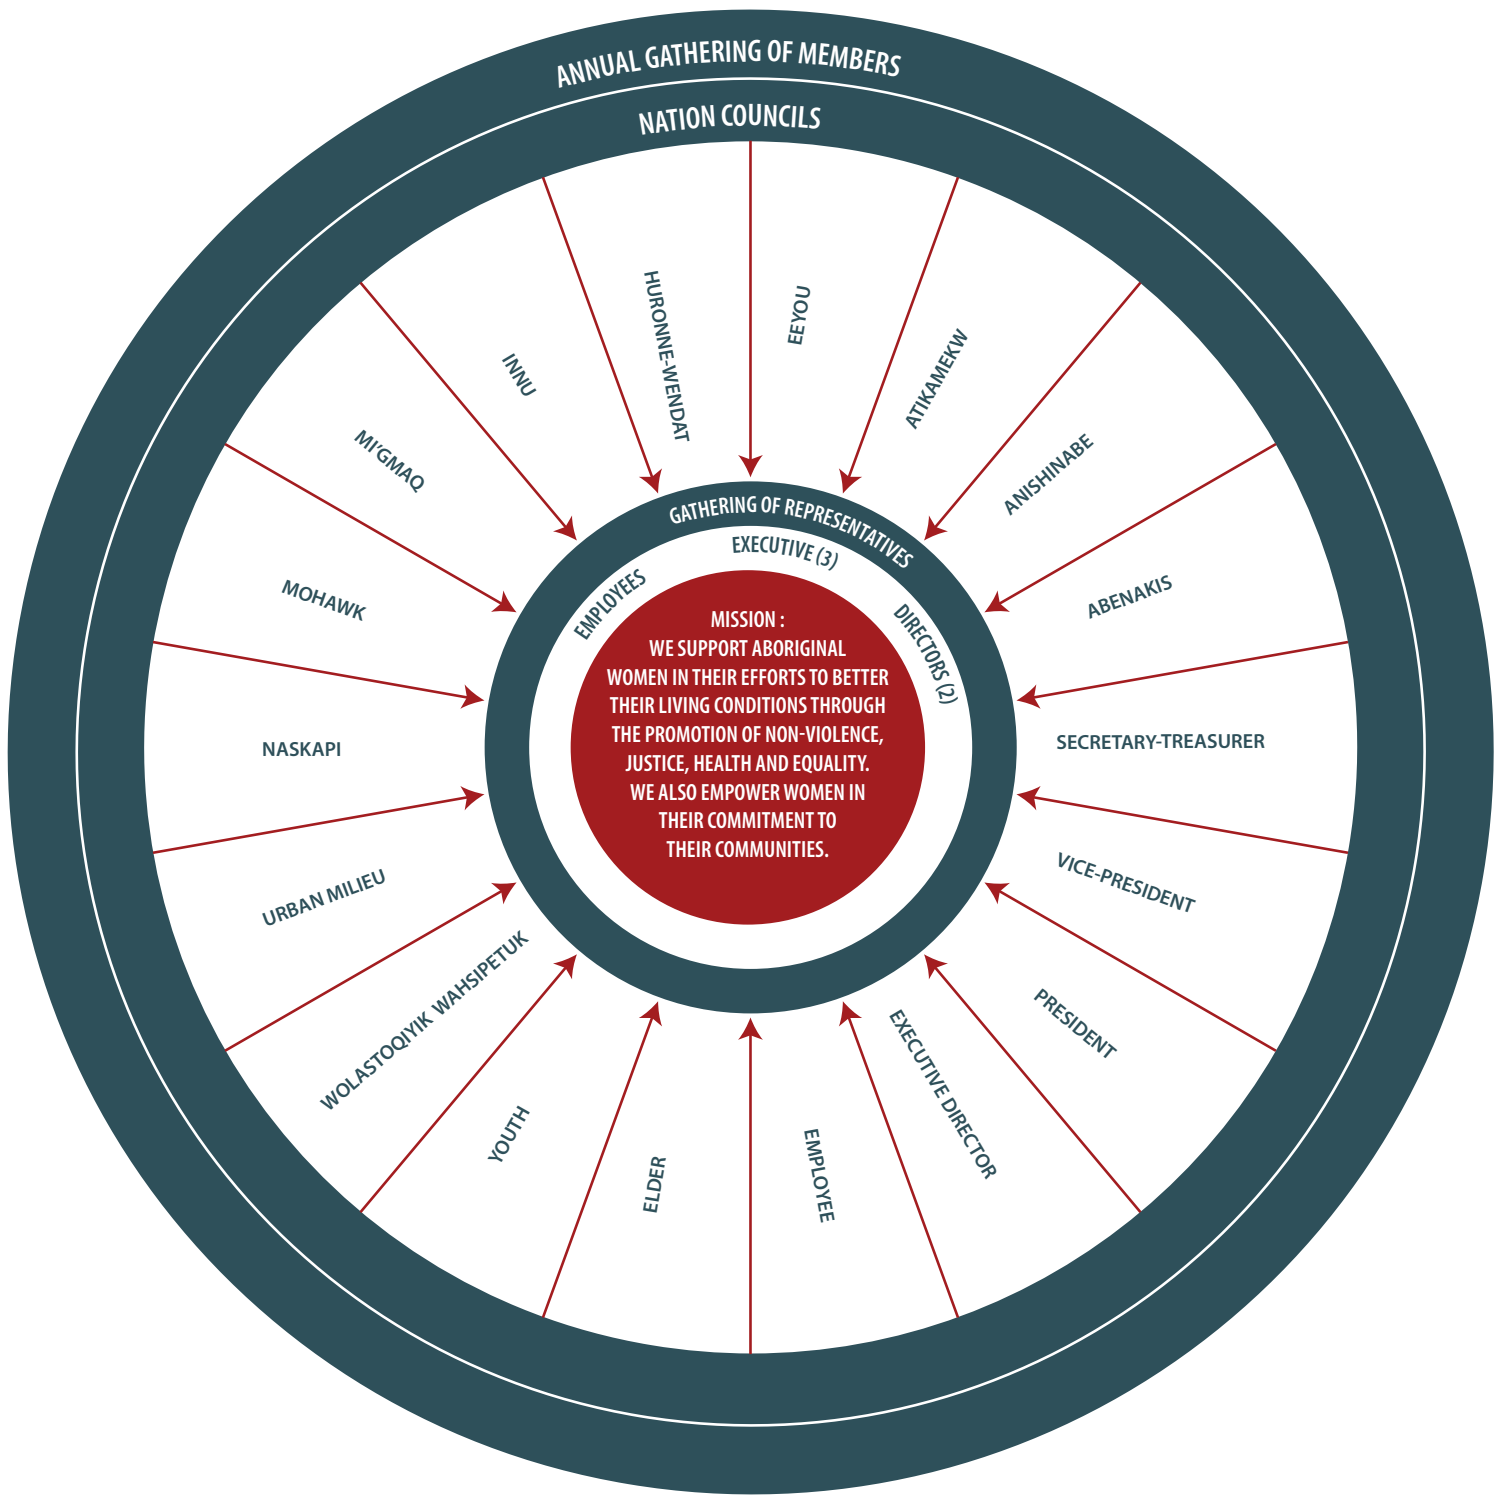 ANNUAL GATHERING OF MEMBERS
NATION COUNCILS
EEYOU
ATIKAMEKW
ANISHINABE
ABENAKIS
SECRETARY-TREASURER
VICE-PRESIDENT
PRESIDENT
EXECUTIVE DIRECTOR
EMPLOYEE
ELDER
YOUTH
WOLASTOQIYIK WAHSIPETUK
URBAN MILIEU
NASKAPI
MOHAWK
MI'GMAQ
INNU
HURONNE-WENDAT
GATHERING OF REPRESENTATIVES
EMPLOYEES
EXECUTIVE (3)
DIRECTORS (2)
MISSION :
WE SUPPORT ABORIGINAL
WOMEN IN THEIR EFFORTS TO BETTER
THEIR LIVING CONDITIONS THROUGH
THE PROMOTION OF NON-VIOLENCE,
JUSTICE, HEALTH AND EQUALITY.
WE ALSO EMPOWER WOMEN IN
THEIR COMMITMENT TO
THEIR COMMUNITIES.